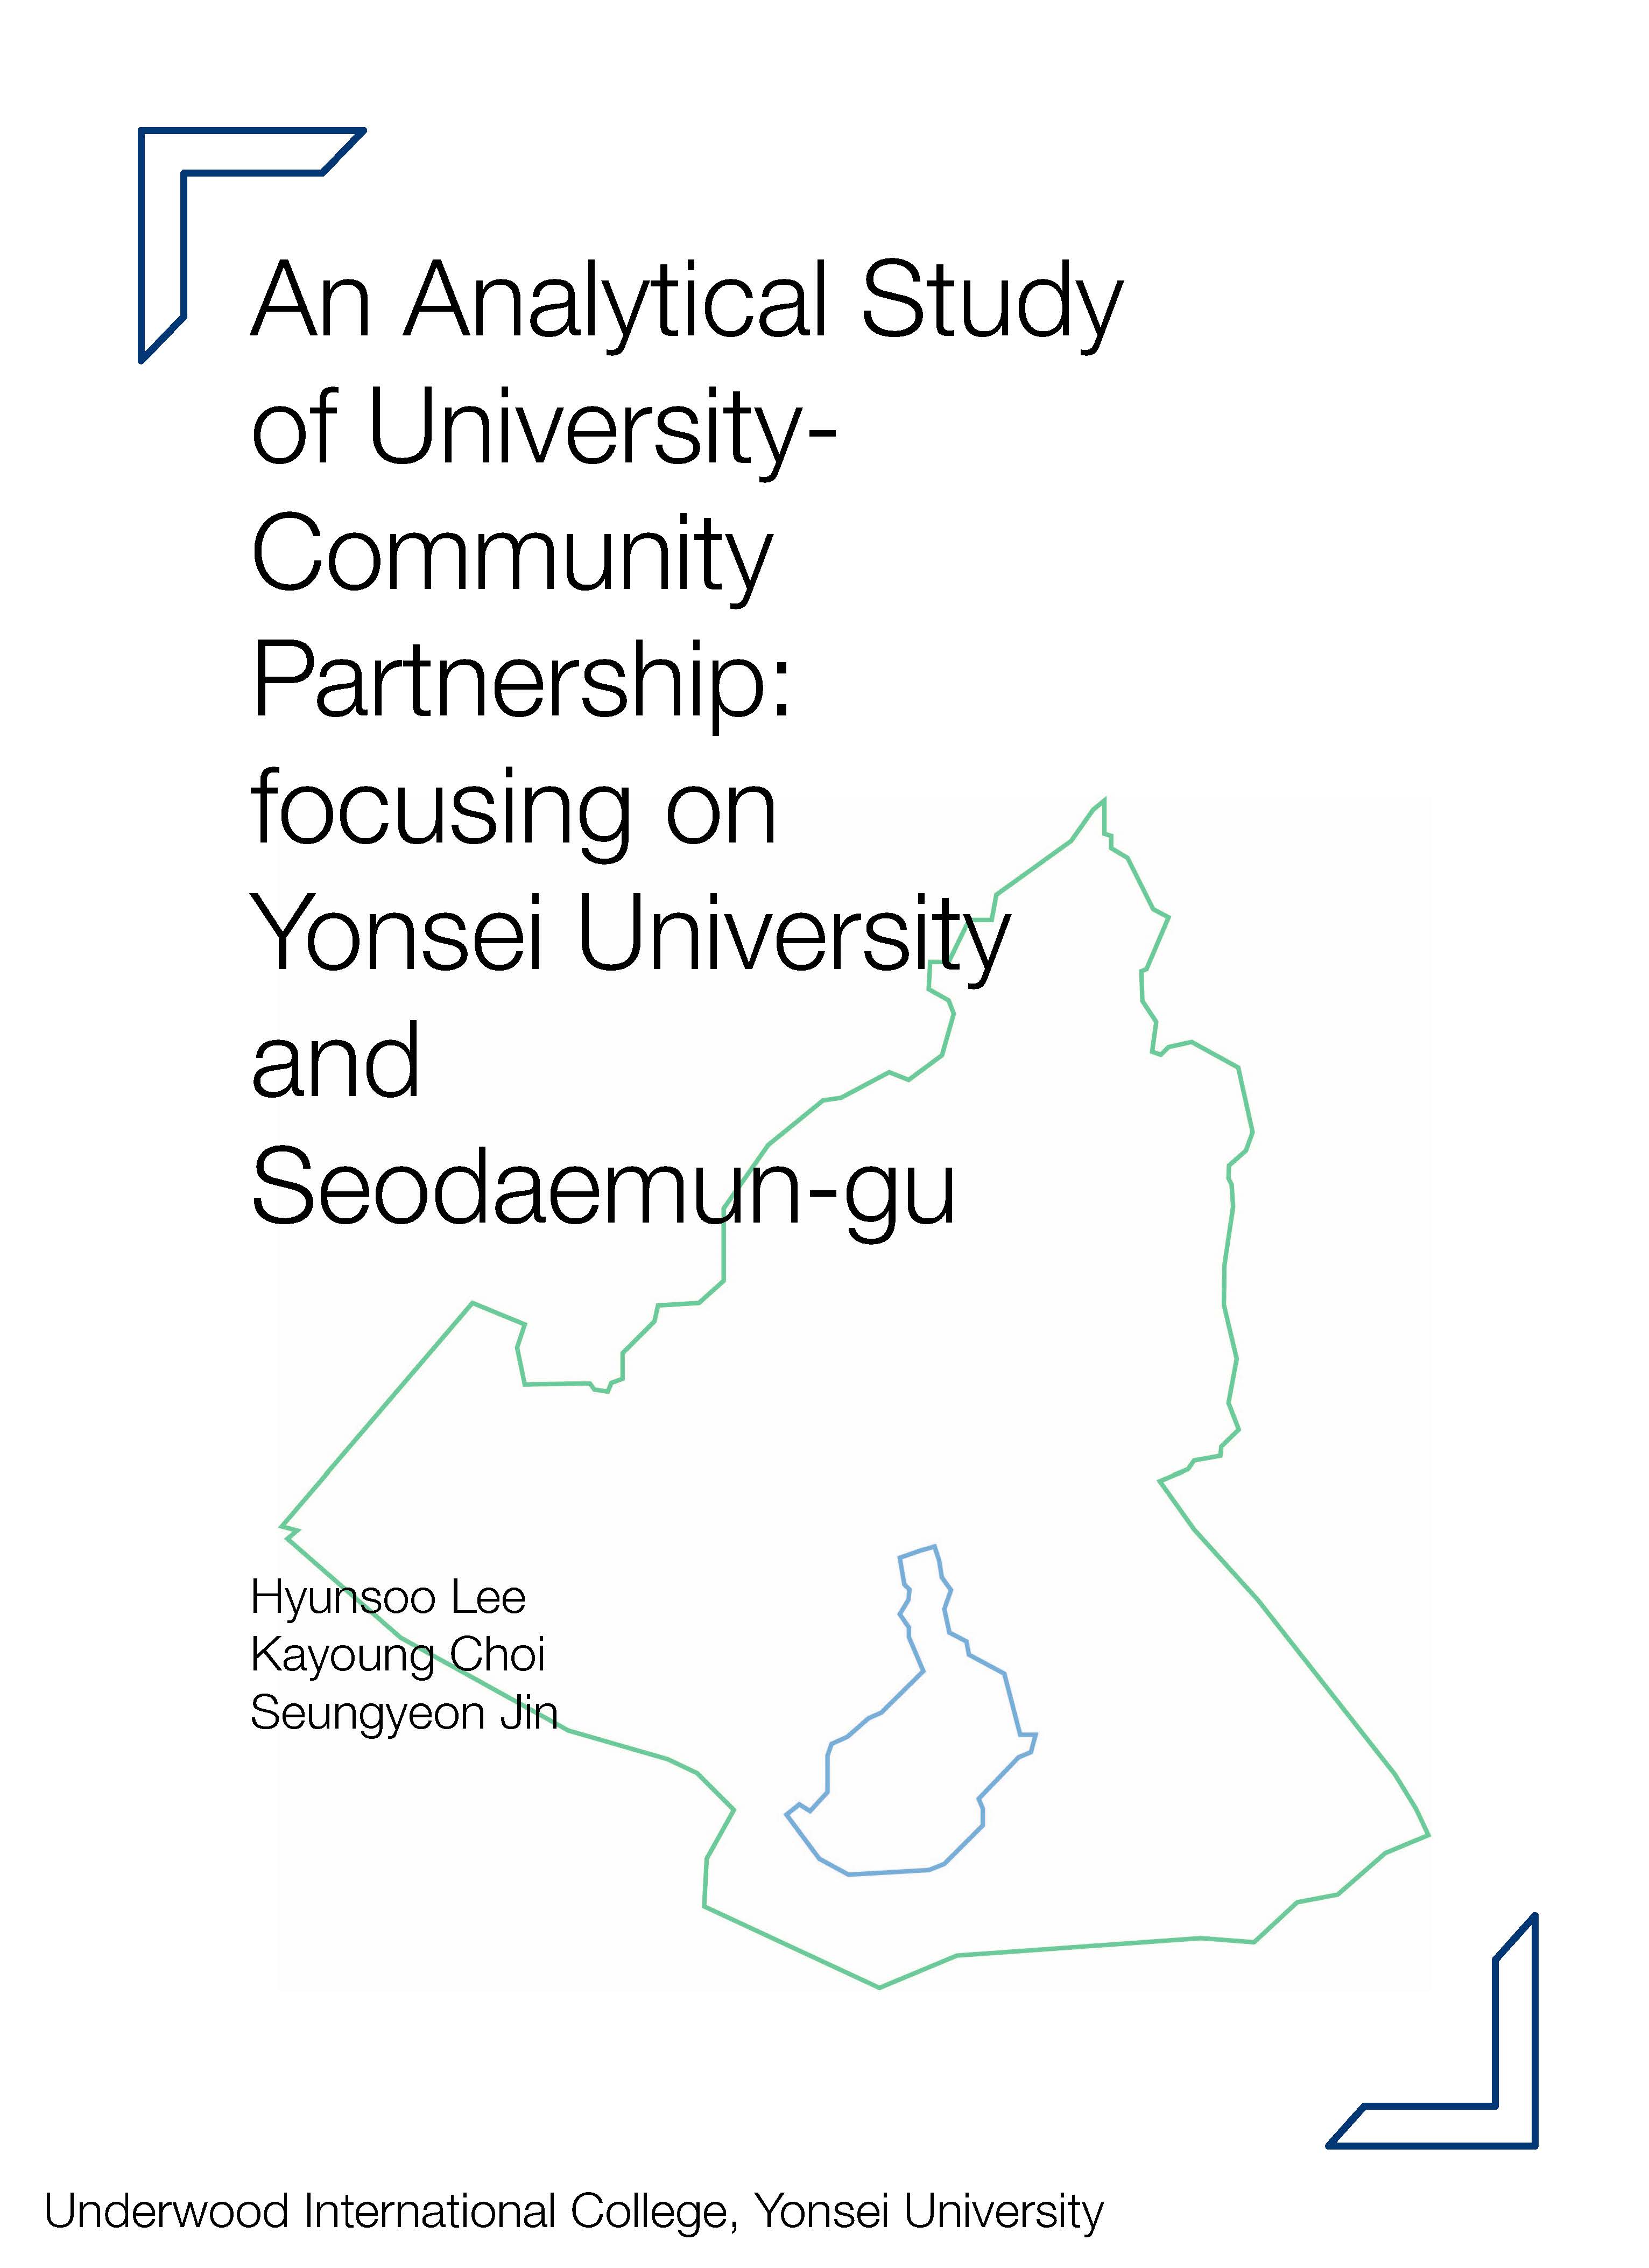 An Analytical Study
of University-
Community
Partnership:
focusing on
Yonsei University
and
Seodaemun-gu
Hyunsoo Lee
Kayoung Choi
Seungyeon Jin
Underwood International College, Yonsei University